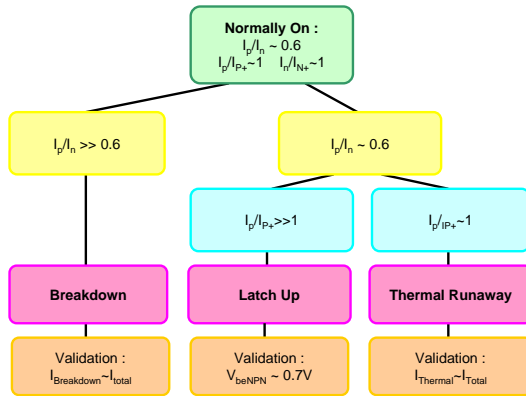 Normally On :
Ip/In ~ 0.6
Ip/IP+~1 In/IN+~1
Ip/In >> 0.6
Ip/In ~ 0.6
Ip/IP+>>1
Ip/IP+~1
Breakdown
Latch Up
Thermal Runaway
Validation :
IBreakdown~Itotal
Validation :
VbeNPN ~ 0.7V
Validation :
IThermal~ITotal